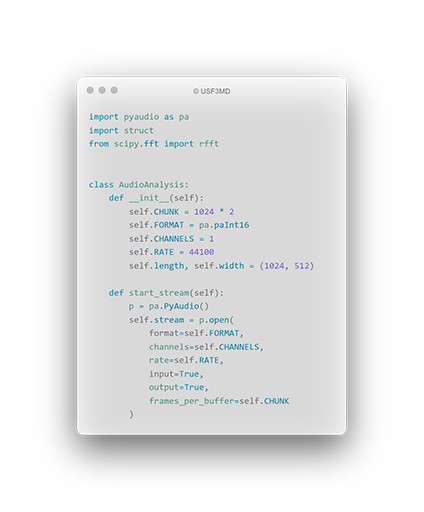 © USF3MD
import pyaudio as pa
import struct
from scipy.fft import rfft
class AudioAnalysis:
def __init__(self):
self.CHUNK = 1024 * 2
self.FORMAT = pa.paInt16
self.CHANNELS = 1
self.RATE = 44100
self.length, self.width = (1024, 512)
def start_stream(self):
p = pa.PyAudio()
self.stream = p.open(
format=self.FORMAT,
channels=self.CHANNELS,
rate=self.RATE,
input=True,
output=True,
frames_per_buffer=self.CHUNK
)